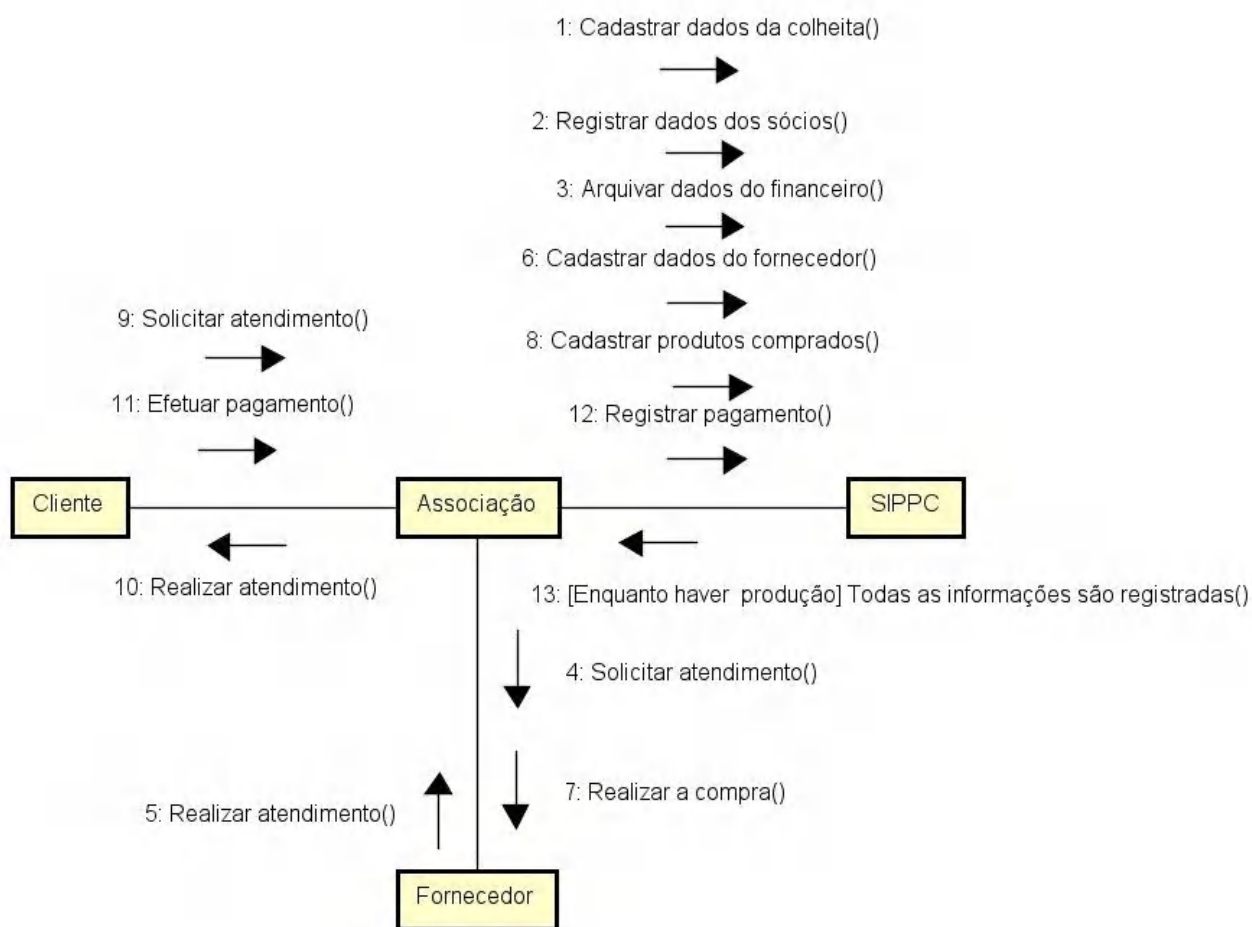 1: Cadastrar dados da colheita()
2: Registrar dados dos sócios()
3: Arquivar dados do financeiro()
6: Cadastrar dados do fornecedor()
9: Solicitar atendimento()
8: Cadastrar produtos comprados()
11: Efetuar pagamento()
12: Registrar pagamento()
Cliente
Associação
SIPPC
10: Realizar atendimento()
13: [Enquanto haver produção] Todas as informações são registradas()
4: Solicitar atendimento()
7: Realizar a compra()
5: Realizar atendimento()
Fornecedor